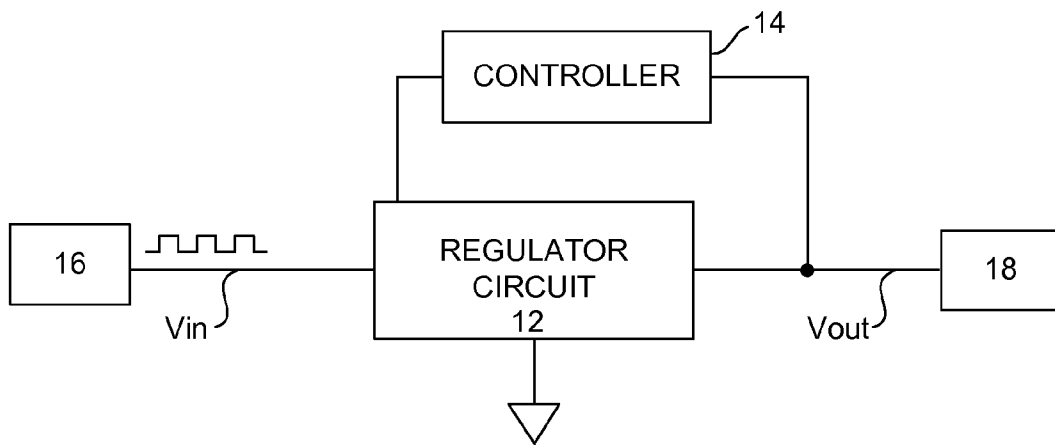 14
CONTROLLER
16
REGULATOR
CIRCUIT
12
18
Vin
Vout